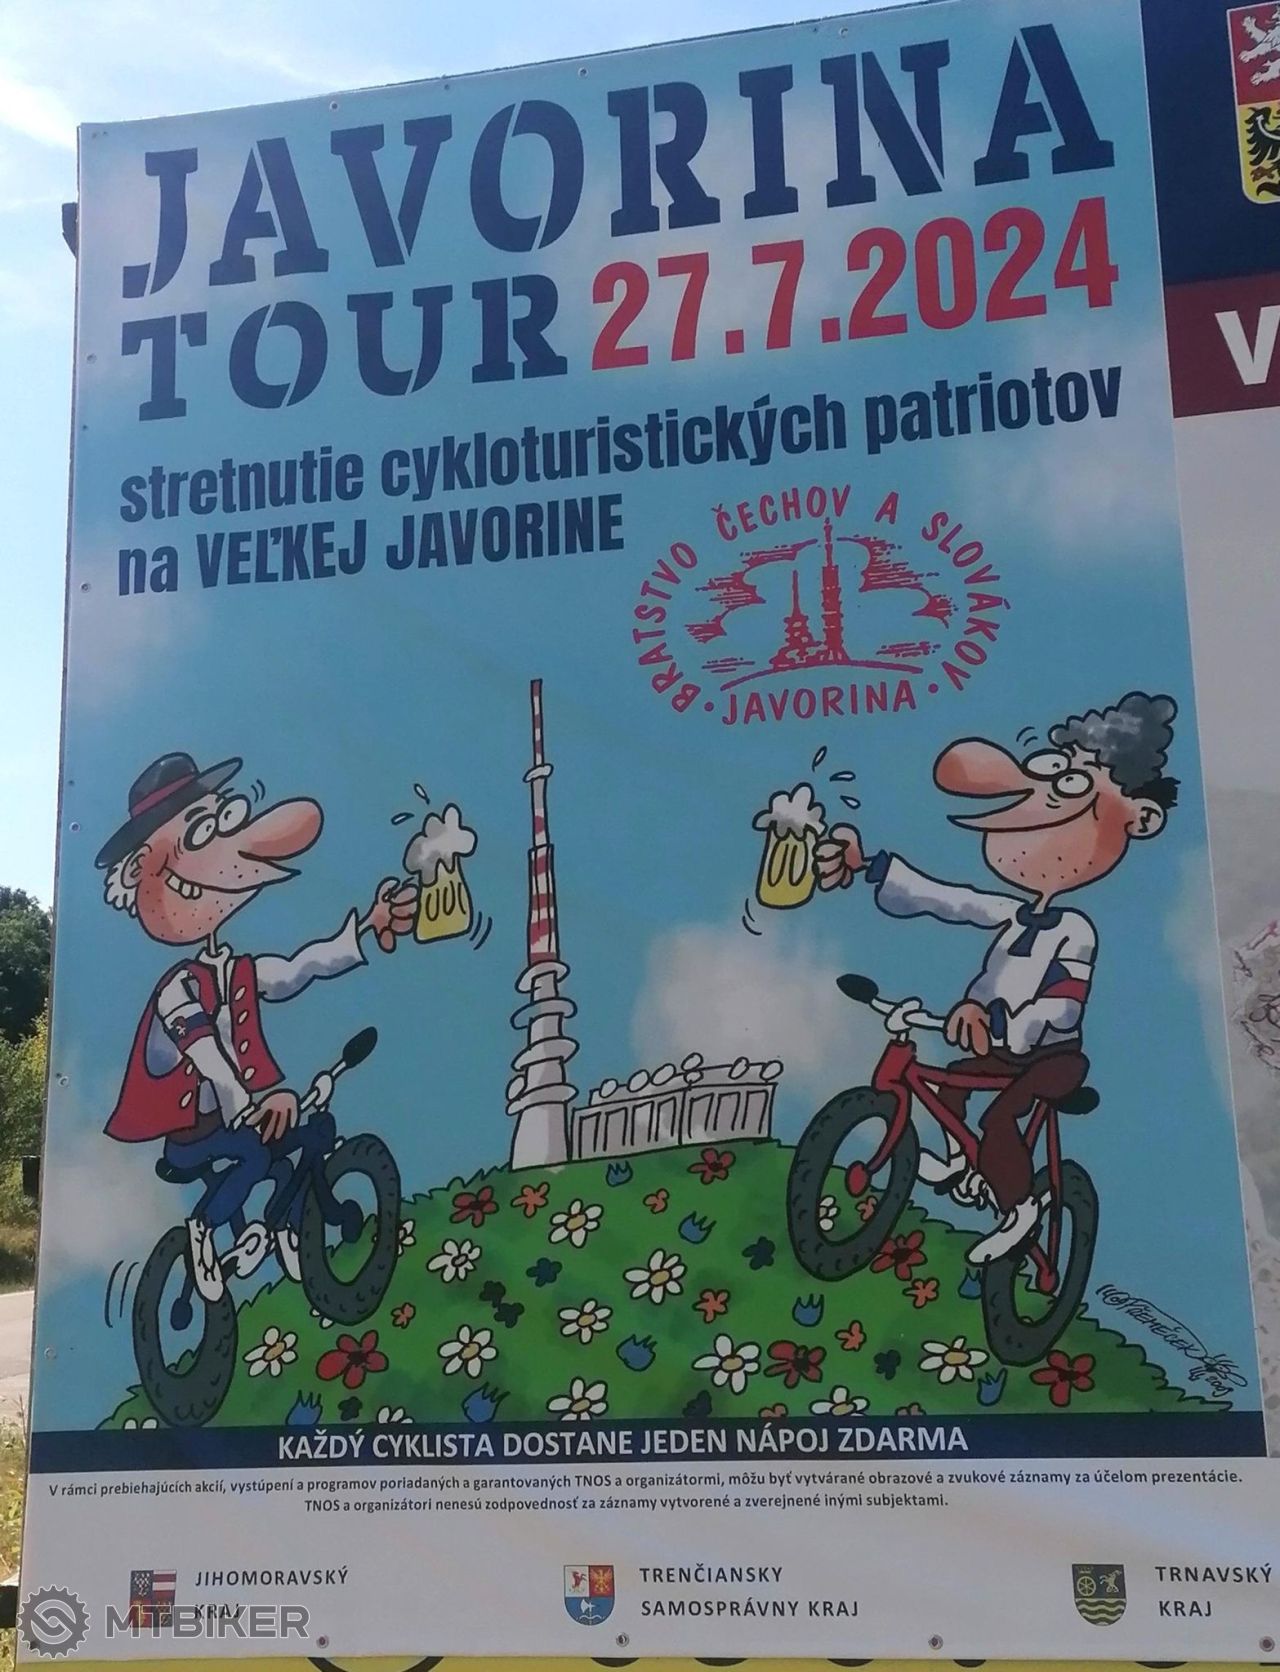 JAVORINA
TOUR 27.7.2024
stretnutie cykloturistických patriotov
na VEĽKEJ JAVORINE
BRATSTVO ČECHOV A SLOVÁKOV
· JAVORINA ·
KAŽDÝ CYKLISTA DOSTANE JEDEN NÁPOJ ZDARMA
V rámci prebiehajúcich akcií, vystúpení a programov poriadaných a garantovaných TNOS a organizátormi, môžu byť vytvárané obrazové a zvukové záznamy za účelom prezentácie.
TNOS a organizátori nenesú zodpovednosť za záznamy vytvorené a zverejnené inými subjektami.
JIHOMORAVSKÝ
KRAJ
TRENČIANSKY
SAMOSPRÁVNY KRAJ
TRNAVSKÝ
KRAJ
MTBIKER
V